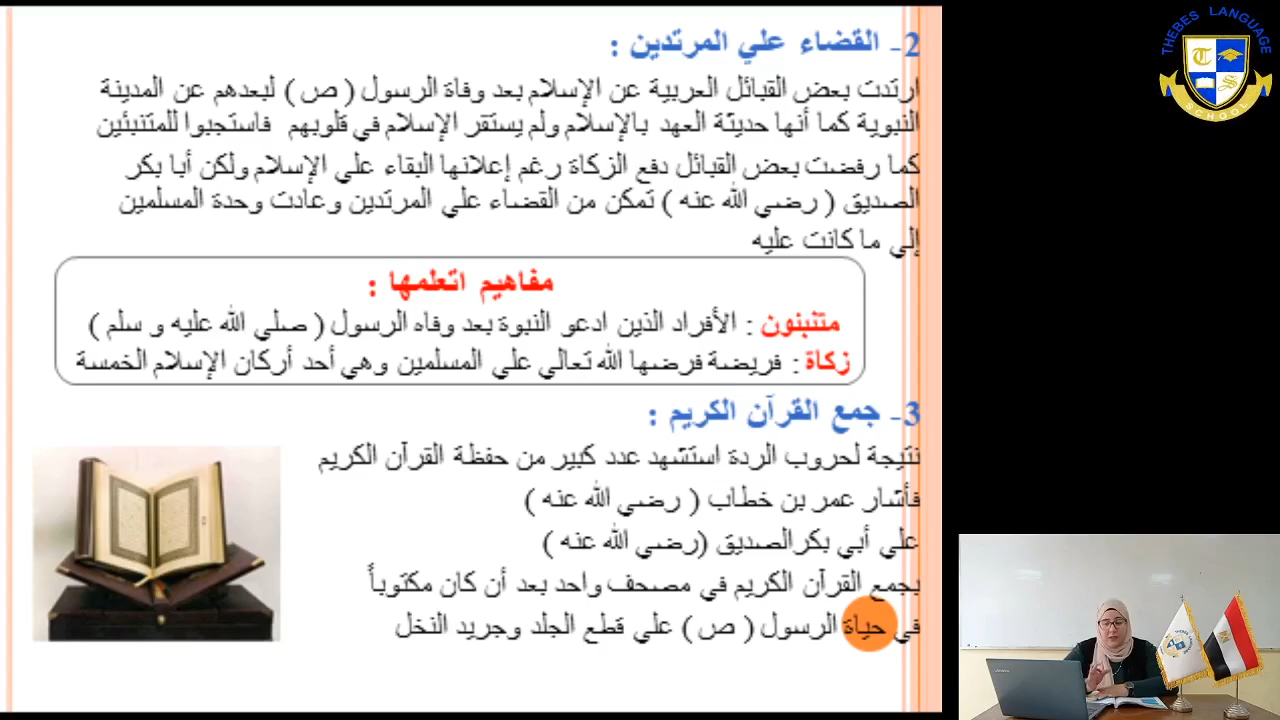 2- القضاء علي المرتدين :
ارتدت بعض القبائل العربية عن الإسلام بعد وفاة الرسول ( ص ) لبعدهم عن المدينة
النبوية كما أنها حديثة العهد بالإسلام ولم يستقر الإسلام في قلوبهم فاستجبوا للمتنبئين
كما رفضت بعض القبائل دفع الزكاة رغم إعلانها البقاء علي الإسلام ولكن أبا بكر
الصديق ( رضي الله عنه ) تمكن من القضاء علي المرتدين وعادت وحدة المسلمين
إلي ما كانت عليه
مفاهيم اتعلمها :
متنبئون : الأفراد الذين ادعو النبوة بعد وفاه الرسول ( صلي الله عليه و سلم )
زكاة : فريضة فرضها الله تعالي علي المسلمين وهي أحد أركان الإسلام الخمسة
3- جمع القرآن الكريم :
نتيجة لحروب الردة استشهد عدد كبير من حفظة القرآن الكريم
فأشار عمر بن خطاب ( رضي الله عنه )
علي أبي بكرالصديق (رضي الله عنه )
بجمع القرآن الكريم في مصحف واحد بعد أن كان مكتوباً
في حياة الرسول ( ص ) علي قطع الجلد وجريد النخل
THEBES LANGUAGE
T S
SCHOOL